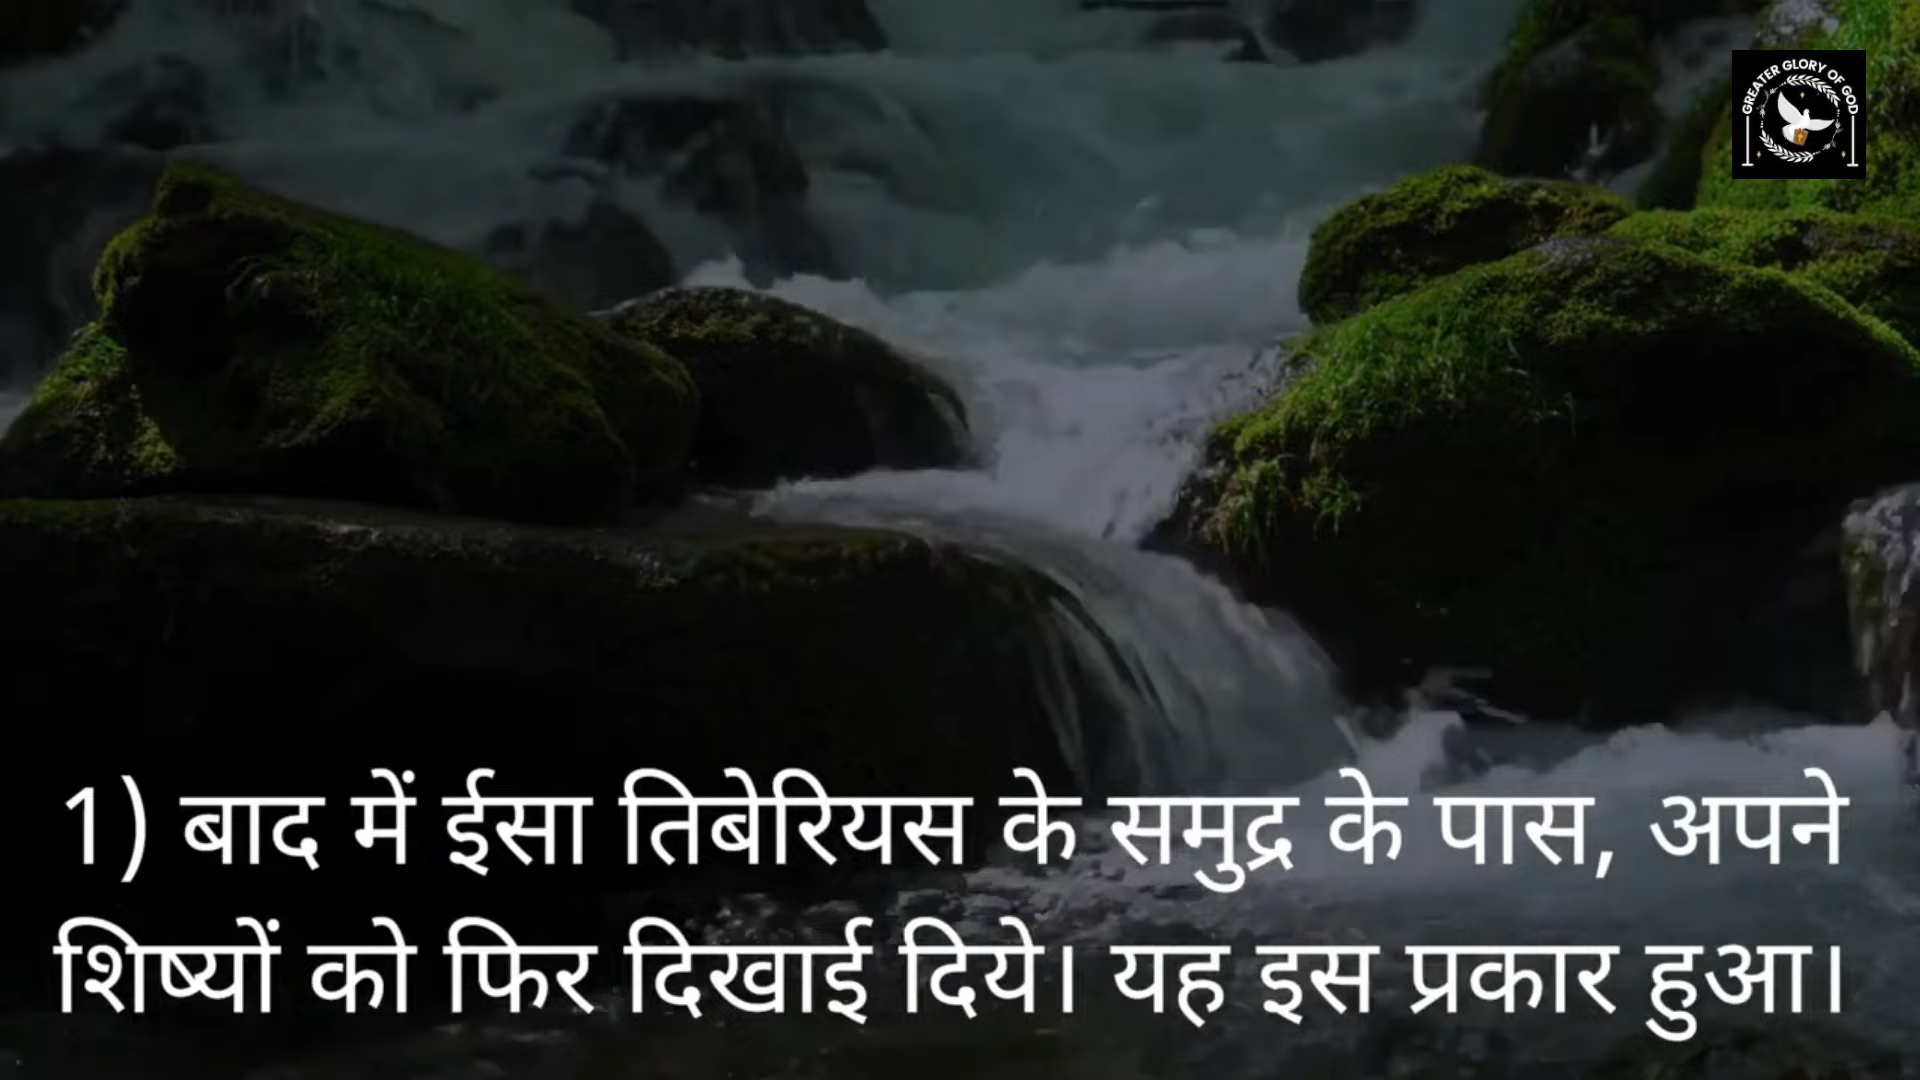 GREATER GLORY OF GOD
1) बाद में ईसा तिबेरियस के समुद्र के पास, अपने
शिष्यों को फिर दिखाई दिये। यह इस प्रकार हुआ।